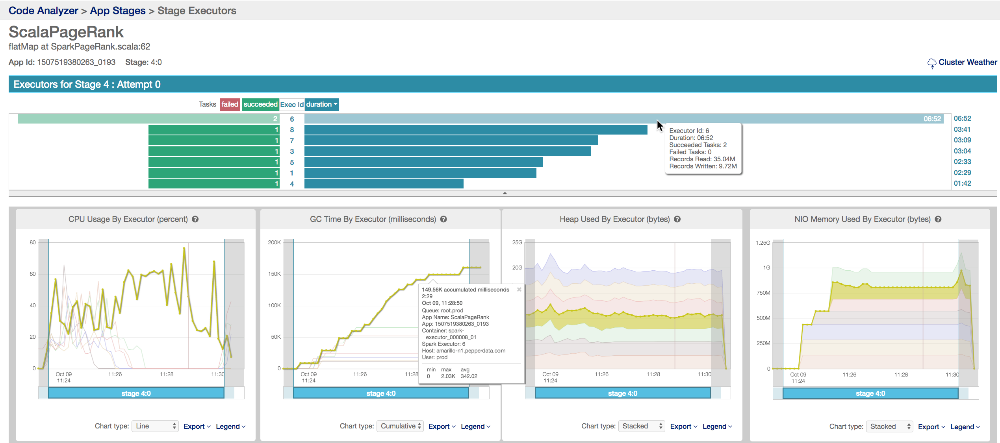 Code Analyzer > App Stages > Stage Executors
ScalaPageRank
flatMap at SparkPageRank.scala:62
App Id: 1507519380263_0193 Stage: 4:0
Cluster Weather
Executors for Stage 4 : Attempt 0
Tasks failed succeeded Exec Id duration
2 6 06:52 06:52
1 8 03:41
1 7 03:09
1 3 03:04
1 5 02:33
1 1 02:29
1 4 01:42
Executor Id: 6
Duration: 06:52
Succeeded Tasks: 2
Failed Tasks: 0
Records Read: 35.04M
Records Written: 9.72M
CPU Usage By Executor (percent) ?
80
60
40
20
0
Oct 09
11:24
11:26
11:28
11:30
stage 4:0
Chart type: Line Export Legend
GC Time By Executor (milliseconds) ?
200K
150K
100K
50K
0
Oct 09
11:24
11:26
11:28
149.56K accumulated milliseconds
2:29
Oct 09, 11:28:50
Queue: root.prod
App Name: ScalaPageRank
App: 1507519380263_0193
Container: spark-
executor_000008_01
Spark Executor: 6
Host: amarillo-n1.pepperdata.com
User: prod
min max avg
0 2.03K 342.02
stage 4:0
Chart type: Cumulative Export Legend
Heap Used By Executor (bytes) ?
25G
20G
Oct 09
11:24
11:26
11:28
11:30
stage 4:0
Chart type: Stacked Export Legend
NIO Memory Used By Executor (bytes) ?
1.25G
1G
750M
500M
250M
0
Oct 09
11:24
11:26
11:28
11:30
stage 4:0
Chart type: Stacked Export Legend